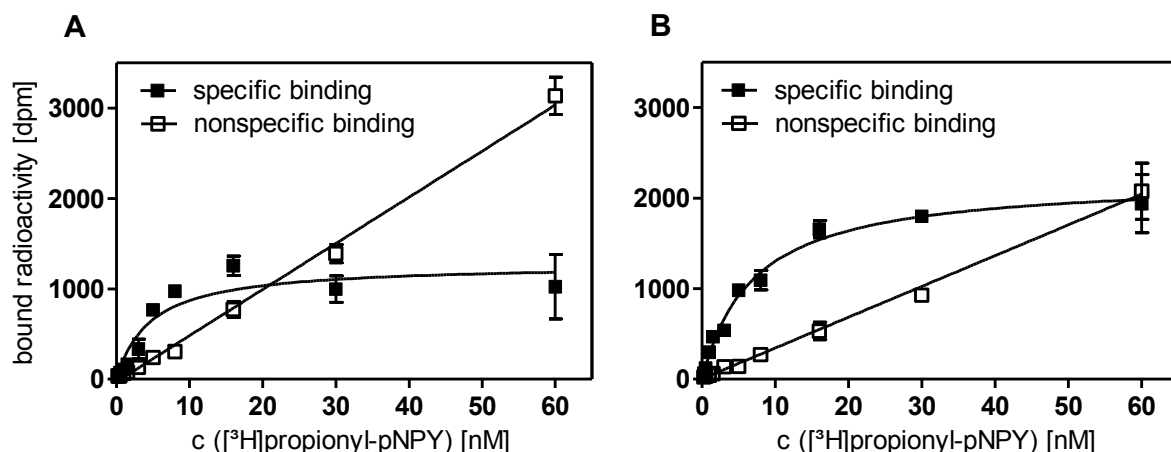 A
B
specific binding
nonspecific binding
specific binding
nonspecific binding
bound radioactivity [dpm]
3000
2000
1000
0
3000
2000
1000
0
0 10 20 30 40 50 60
0 10 20 30 40 50 60
c ([³H]propionyl-pNPY) [nM]
c ([³H]propionyl-pNPY) [nM]